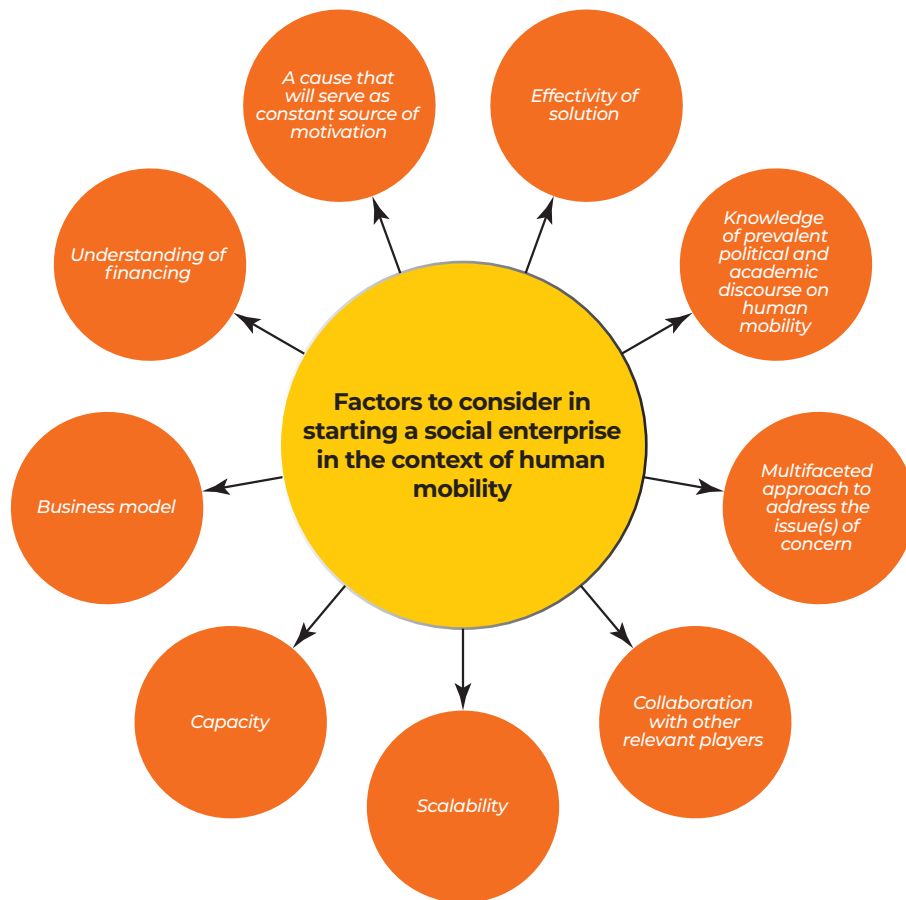 A cause that
will serve as
constant source of
motivation
Effectivity of
solution
Knowledge
of prevalent
political and
academic
discourse on
human
mobility
Multifaceted
approach to
address the
issue(s) of
concern
Collaboration
with other
relevant players
Scalability
Capacity
Business model
Understanding of
financing
Factors to consider in
starting a social enterprise
in the context of human
mobility